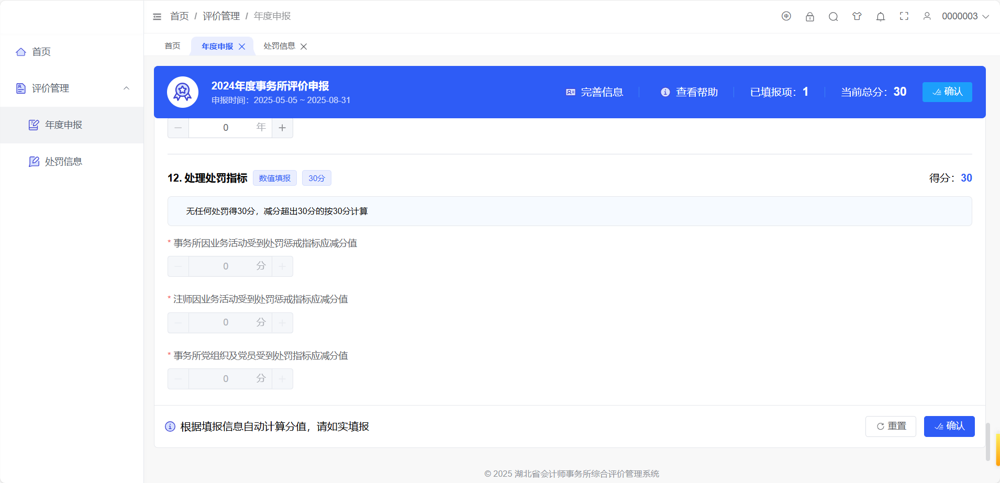 首页 / 评价管理 / 年度申报
0000003
首页
年度申报
处罚信息
首页
评价管理
年度申报
处罚信息
2024年度事务所评价申报
申报时间：2025-05-05 ~ 2025-08-31
完善信息
查看帮助
已填报项：1
当前总分：30
确认
0 年
12. 处理处罚指标 数值填报 30分
得分：30
无任何处罚得30分，减分超出30分的按30分计算
* 事务所因业务活动受到处罚惩戒指标应减分值
0 分
* 注师因业务活动受到处罚惩戒指标应减分值
0 分
* 事务所党组织及党员受到处罚指标应减分值
0 分
根据填报信息自动计算分值，请如实填报
重置
确认
© 2025 湖北省会计师事务所综合评价管理系统